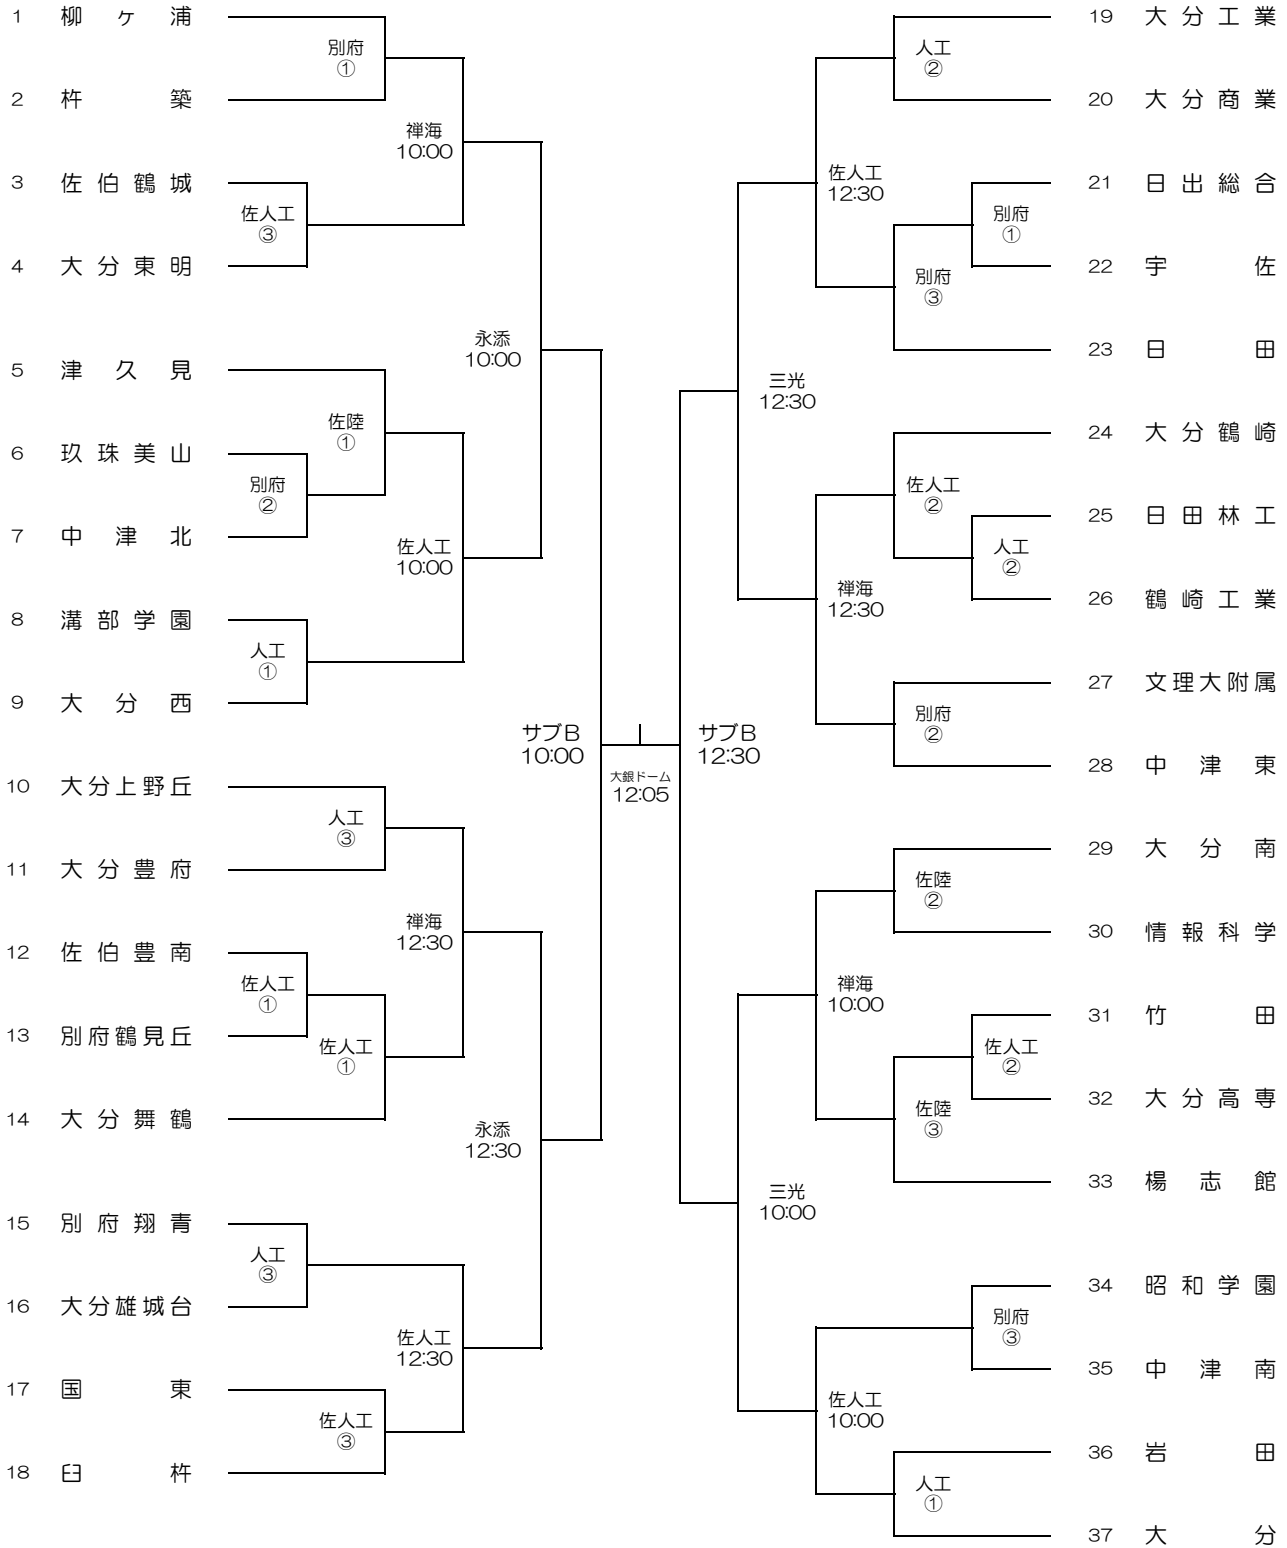 1 柳ヶ浦
別府
①
2 杵築
禅海
10:00
3 佐伯鶴城
佐人工
③
4 大分東明
永添
10:00
5 津久見
佐陸
①
6 玖珠美山
別府
②
7 中津北
佐人工
10:00
8 溝部学園
人工
①
9 大分西
サブB
10:00
10 大分上野丘
人工
③
11 大分豊府
禅海
12:30
12 佐伯豊南
佐人工
①
13 別府鶴見丘
佐人工
①
14 大分舞鶴
永添
12:30
15 別府翔青
人工
③
16 大分雄城台
佐人工
12:30
17 国東
佐人工
③
18 臼杵
大銀ドーム
12:05
19 大分工業
人工
②
20 大分商業
佐人工
12:30
21 日出総合
別府
①
22 宇佐
別府
③
23 日田
三光
12:30
24 大分鶴崎
佐人工
②
25 日田林工
人工
②
26 鶴崎工業
禅海
12:30
27 文理大附属
別府
②
28 中津東
サブB
12:30
29 大分南
佐陸
②
30 情報科学
禅海
10:00
31 竹田
佐人工
②
32 大分高専
佐陸
③
33 楊志館
三光
10:00
34 昭和学園
別府
③
35 中津南
佐人工
10:00
36 岩田
人工
①
37 大分